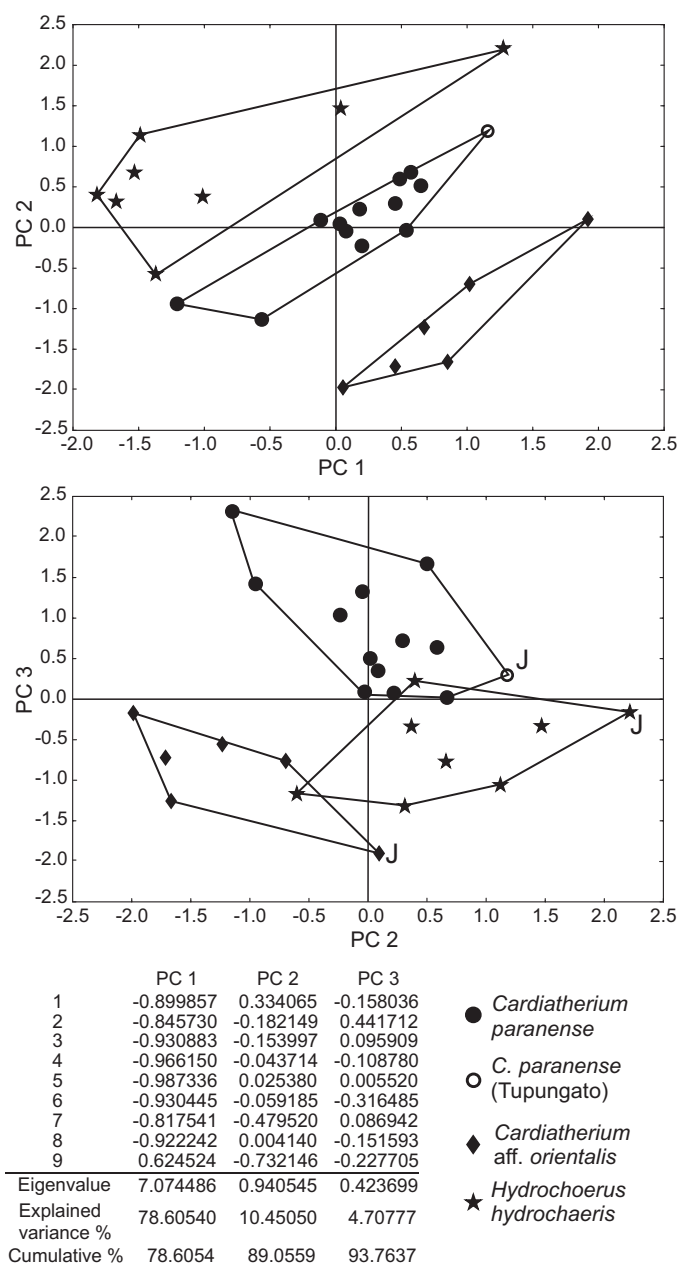 2.5
2.0
1.5
1.0
0.5
0.0
-0.5
-1.0
-1.5
-2.0
-2.5
PC 2
-2.0 -1.5 -1.0 -0.5 0.0 0.5 1.0 1.5 2.0 2.5
PC 1
2.5
2.0
1.5
1.0
0.5
0.0
-0.5
-1.0
-1.5
-2.0
-2.5
PC 3
J
J
J
-2.5 -2.0 -1.5 -1.0 -0.5 0.0 0.5 1.0 1.5 2.0 2.5
PC 2
PC 1 PC 2 PC 3
1 -0.899857 0.334065 -0.158036
2 -0.845730 -0.182149 0.441712
3 -0.930883 -0.153997 0.095909
4 -0.966150 -0.043714 -0.108780
5 -0.987336 0.025380 0.005520
6 -0.930445 -0.059185 -0.316485
7 -0.817541 -0.479520 0.086942
8 -0.922242 0.004140 -0.151593
9 0.624524 -0.732146 -0.227705
Eigenvalue 7.074486 0.940545 0.423699
Explained
variance % 78.60540 10.45050 4.70777
Cumulative % 78.6054 89.0559 93.7637
Cardiatherium
paranense
C. paranense
(Tupungato)
Cardiatherium
aff. orientalis
Hydrochoerus
hydrochaeris